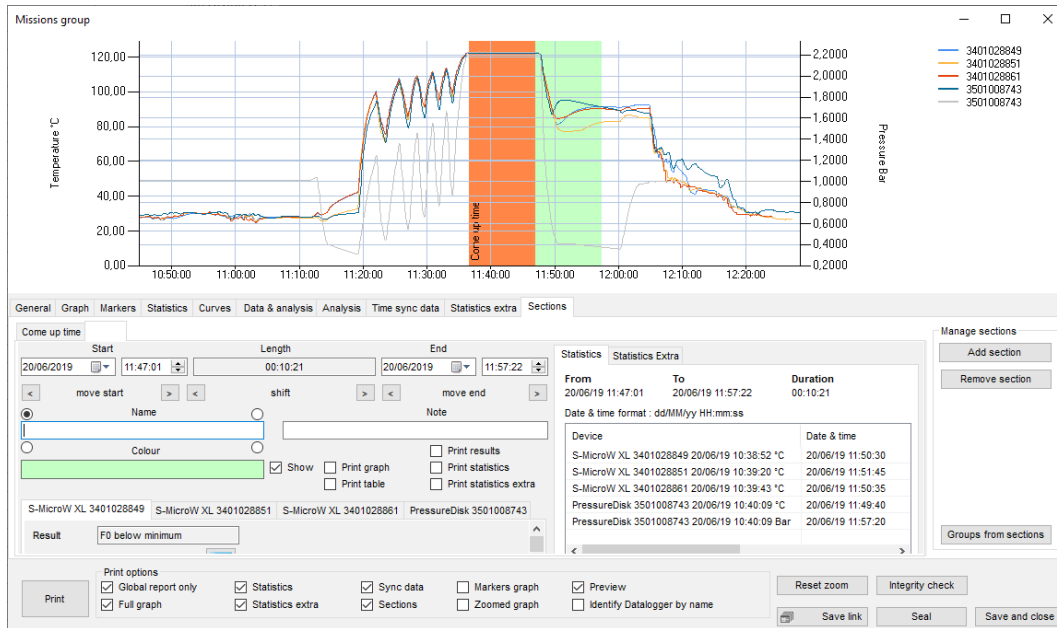 Missions group
120,00
100,00
80,00
60,00
40,00
20,00
0,00
Temperature °C
Come up time
10:50:00 11:00:00 11:10:00 11:20:00 11:30:00 11:40:00 11:50:00 12:00:00 12:10:00 12:20:00
2,2000
2,0000
1,8000
1,6000
1,4000
1,2000
1,0000
0,8000
0,6000
0,4000
0,2000
Pressure Bar
3401028849
3401028851
3401028861
3501008743
3501008743
General Graph Markers Statistics Curves Data & analysis Analysis Time sync data Statistics extra Sections
Come up time
Start Length End
20/06/2019 11:47:01 00:10:21 20/06/2019 11:57:22
< move start > < shift > < move end >
Name Note
Colour
Show
Print graph
Print table
Print results
Print statistics
Print statistics extra
S-MicroW XL 3401028849 S-MicroW XL 3401028851 S-MicroW XL 3401028861 PressureDisk 3501008743
Result F0 below minimum
Statistics Statistics Extra
From To Duration
20/06/19 11:47:01 20/06/19 11:57:22 00:10:21
Date & time format : dd/MM/yy HH:mm:ss
Device Date & time
S-MicroW XL 3401028849 20/06/19 10:38:52 °C 20/06/19 11:50:30
S-MicroW XL 3401028851 20/06/19 10:39:20 °C 20/06/19 11:51:45
S-MicroW XL 3401028861 20/06/19 10:39:43 °C 20/06/19 11:50:35
PressureDisk 3501008743 20/06/19 10:40:09 °C 20/06/19 11:49:40
PressureDisk 3501008743 20/06/19 10:40:09 Bar 20/06/19 11:57:20
Manage sections
Add section
Remove section
Groups from sections
Print
Print options
Global report only Statistics Sync data Markers graph Preview
Full graph Statistics extra Sections Zoomed graph Identify Datalogger by name
Reset zoom Integrity check
Save link Seal Save and close